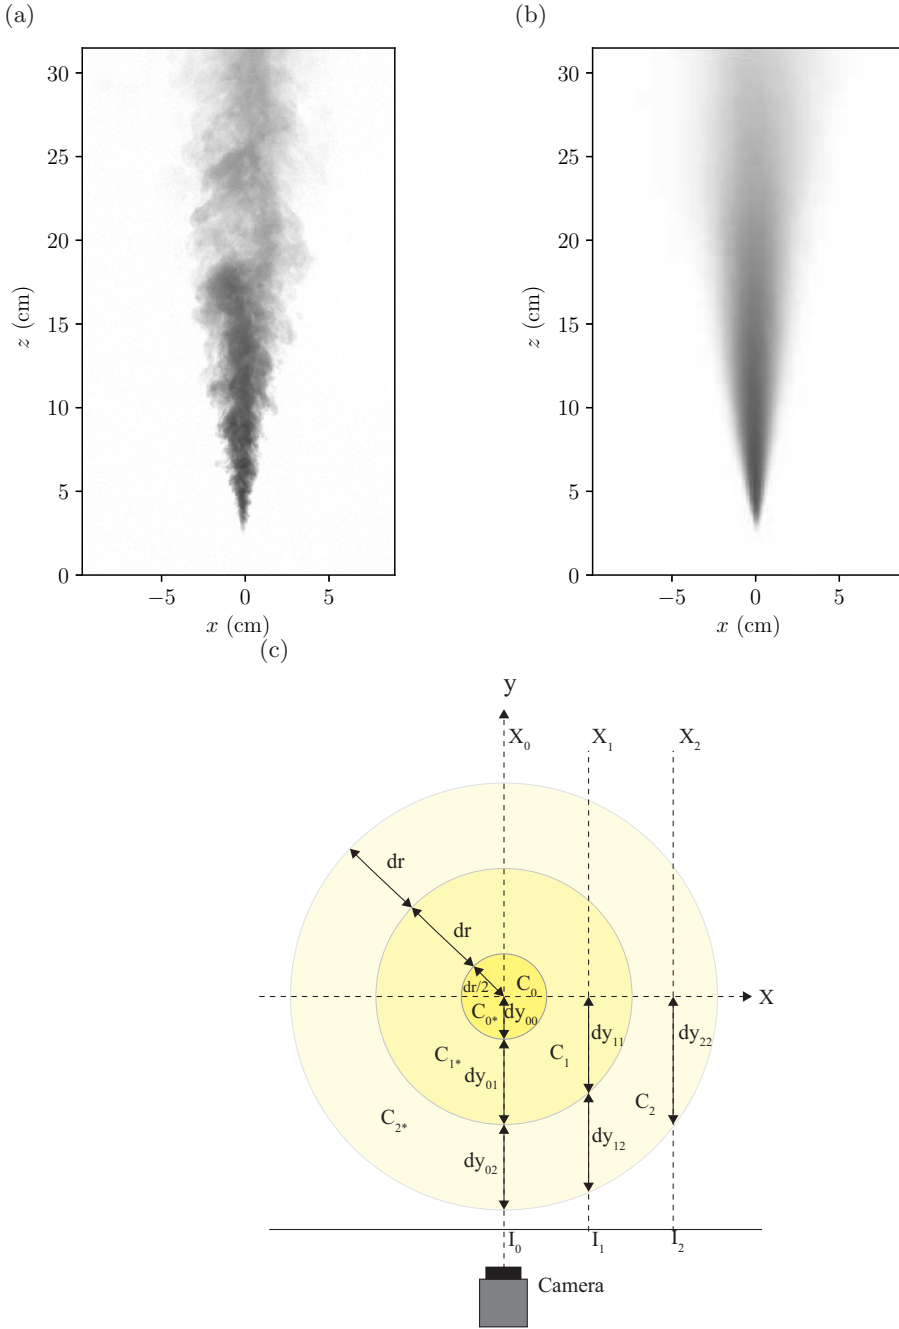 (a)
(b)
30
25
20
15
10
5
0
z (cm)
−5
0
5
x (cm)
30
25
20
15
10
5
0
z (cm)
−5
0
5
x (cm)
(c)
y
X₀
X₁
X₂
dr
dr
dr/2
C₀
X
C₀*
dy₀₀
dy₁₁
dy₂₂
C₁*
C₁
dy₀₁
C₂*
C₂
dy₁₂
dy₀₂
I₀
I₁
I₂
Camera